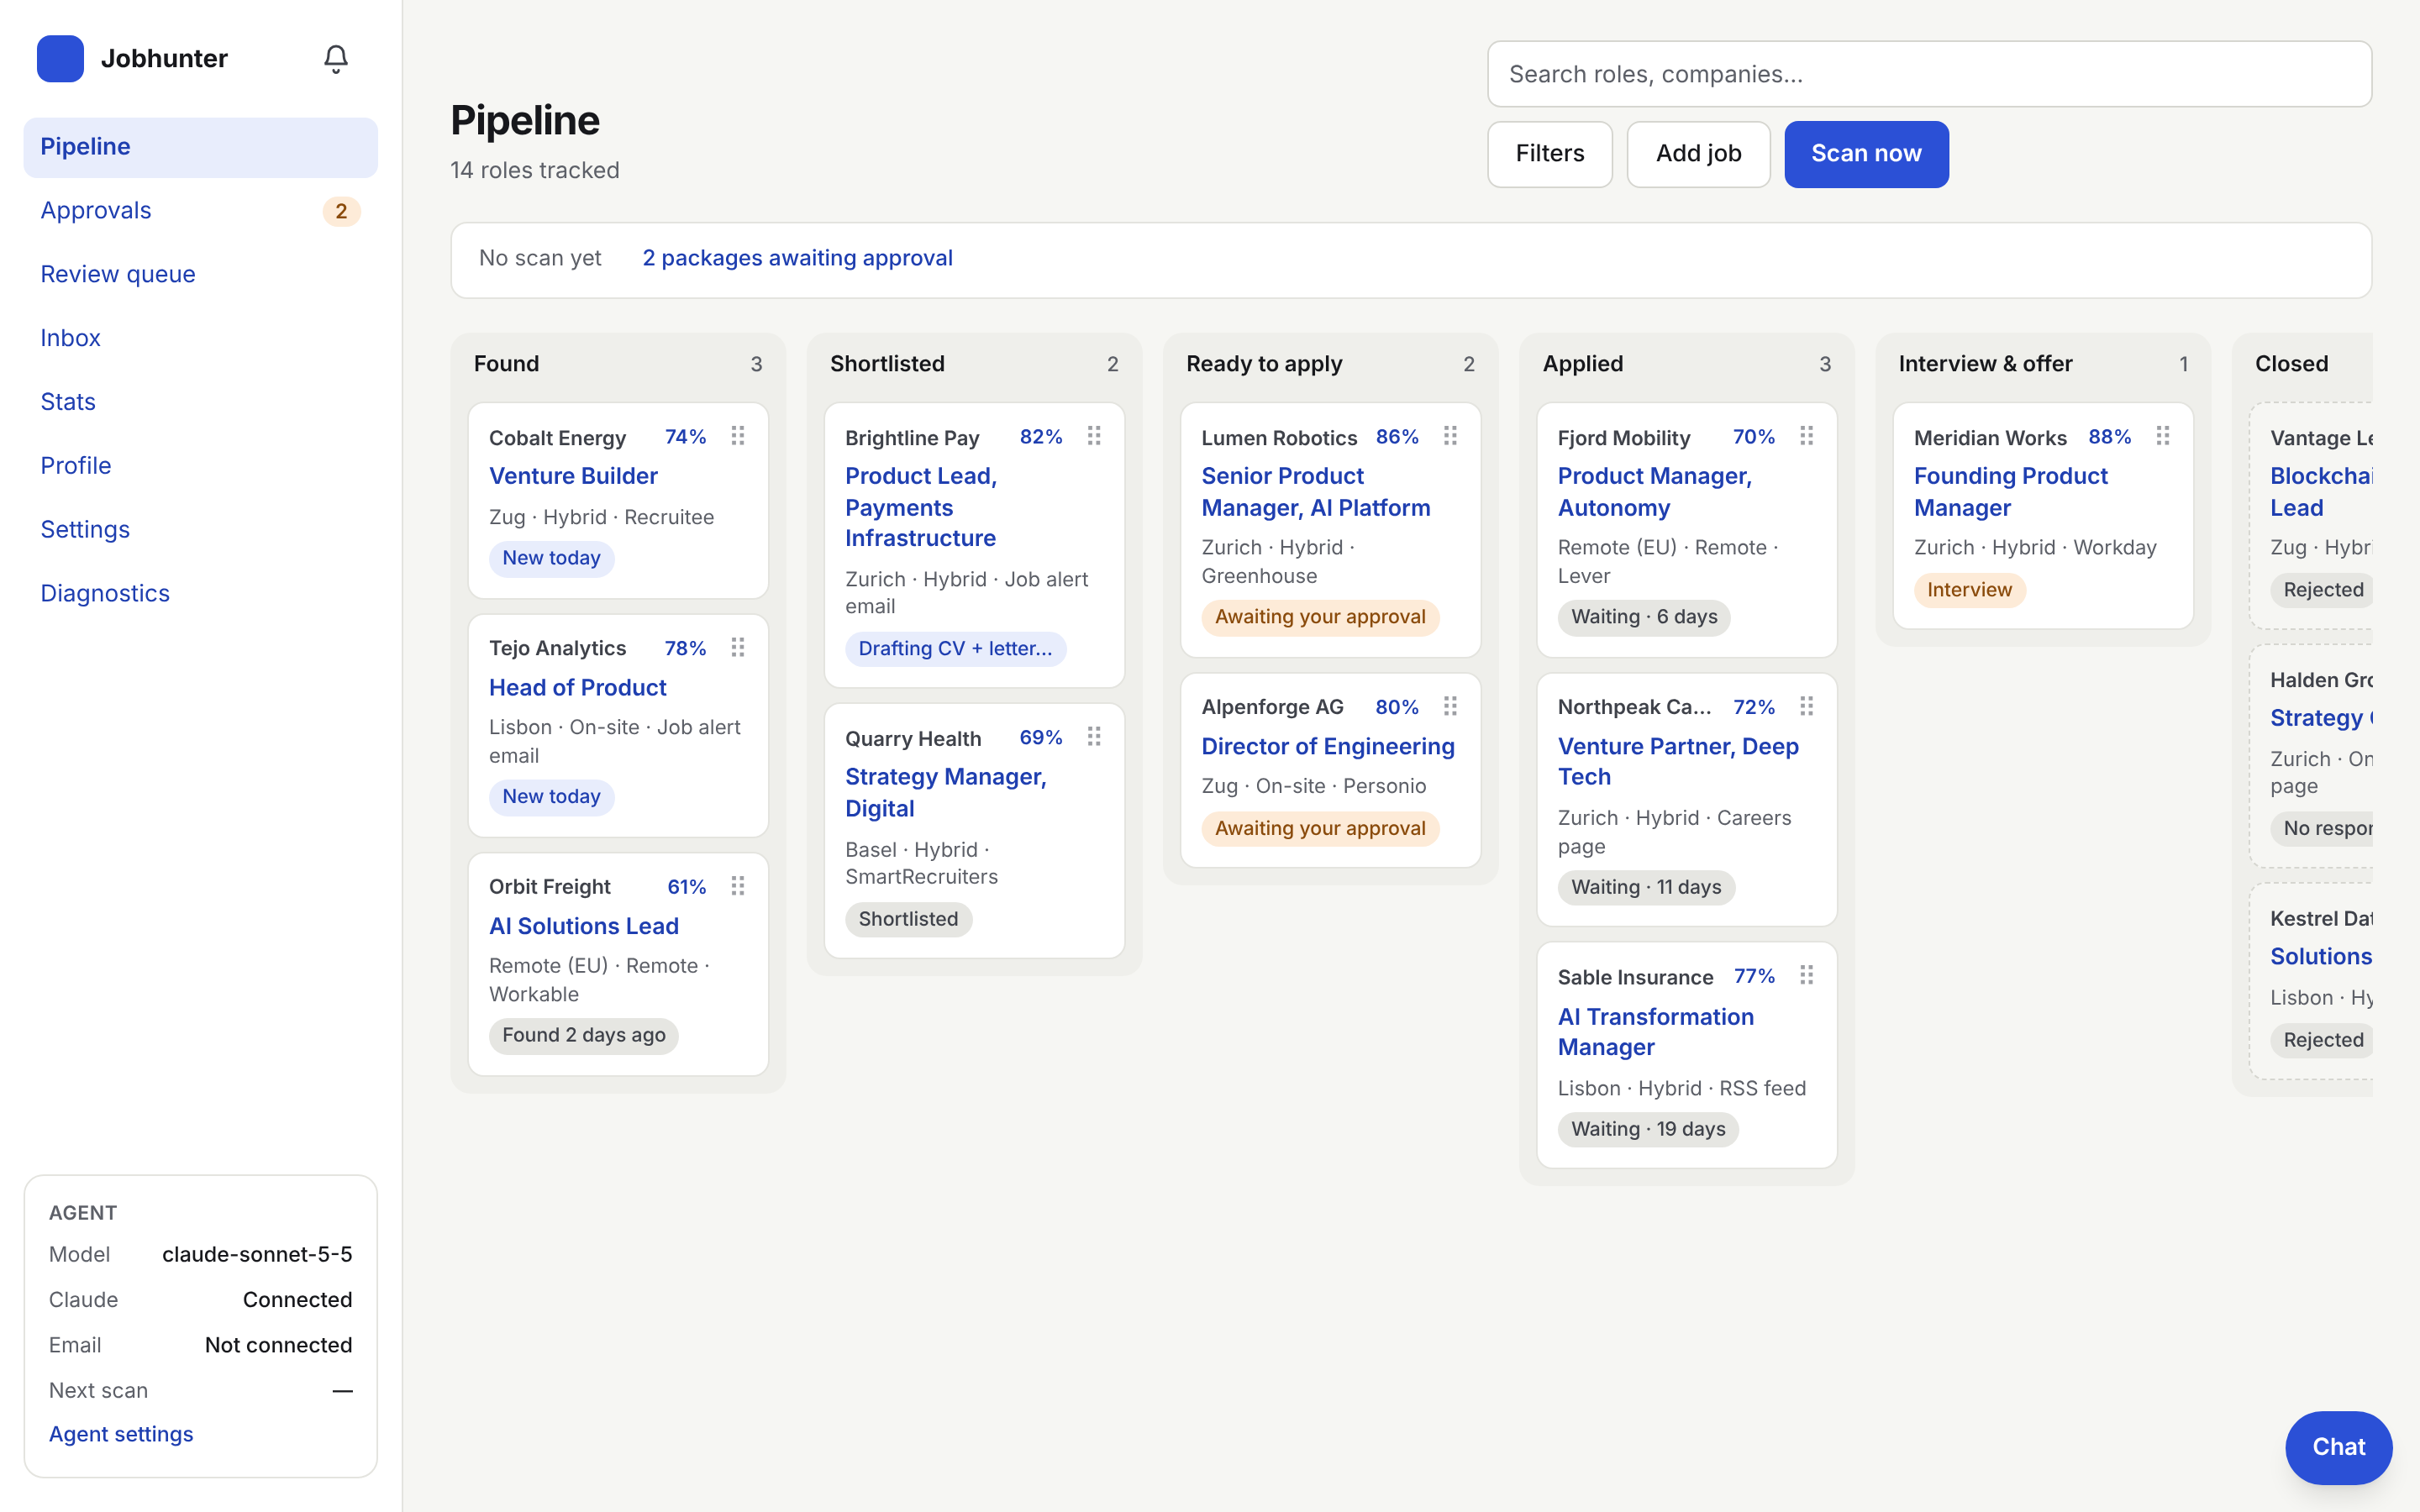 Jobhunter
Pipeline
Approvals 2
Review queue
Inbox
Stats
Profile
Settings
Diagnostics
AGENT
Model claude-sonnet-5-5
Claude Connected
Email Not connected
Next scan —
Agent settings
Pipeline
14 roles tracked
Search roles, companies...
Filters Add job Scan now
No scan yet 2 packages awaiting approval
Found 3
Cobalt Energy 74%
Venture Builder
Zug · Hybrid · Recruitee
New today
Tejo Analytics 78%
Head of Product
Lisbon · On-site · Job alert
email
New today
Orbit Freight 61%
AI Solutions Lead
Remote (EU) · Remote ·
Workable
Found 2 days ago
Shortlisted 2
Brightline Pay 82%
Product Lead,
Payments
Infrastructure
Zurich · Hybrid · Job alert
email
Drafting CV + letter...
Quarry Health 69%
Strategy Manager,
Digital
Basel · Hybrid ·
SmartRecruiters
Shortlisted
Ready to apply 2
Lumen Robotics 86%
Senior Product
Manager, AI Platform
Zurich · Hybrid ·
Greenhouse
Awaiting your approval
Alpenforge AG 80%
Director of Engineering
Zug · On-site · Personio
Awaiting your approval
Applied 3
Fjord Mobility 70%
Product Manager,
Autonomy
Remote (EU) · Remote ·
Lever
Waiting · 6 days
Northpeak Ca... 72%
Venture Partner, Deep
Tech
Zurich · Hybrid · Careers
page
Waiting · 11 days
Sable Insurance 77%
AI Transformation
Manager
Lisbon · Hybrid · RSS feed
Waiting · 19 days
Interview & offer 1
Meridian Works 88%
Founding Product
Manager
Zurich · Hybrid · Workday
Interview
Closed
Vantage
Lead
Zug ·
Rejected
Halden
Strategy
Zurich ·
page
No
Kestrel
Solutions
Lisbon ·
Rejected
Chat